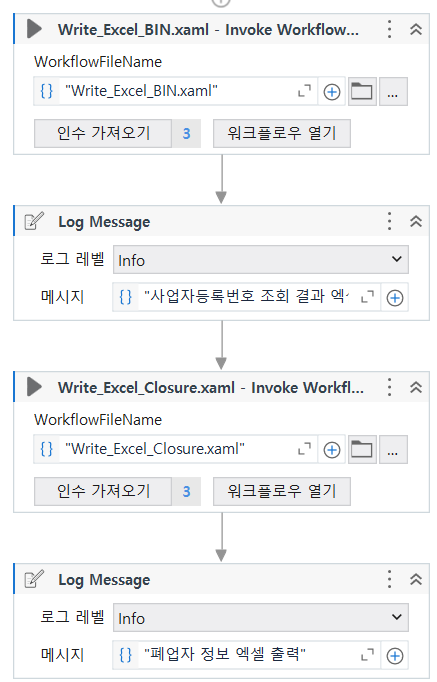 Write_Excel_BIN.xaml - Invoke Workflow...
WorkflowFileName
{} "Write_Excel_BIN.xaml" ...
인수 가져오기 3 워크플로우 열기
Log Message
로그 레벨 Info
메시지 {} "사업자등록번호 조회 결과
Write_Excel_Closure.xaml - Invoke Workfl...
WorkflowFileName
{} "Write_Excel_Closure.xaml" ...
인수 가져오기 3 워크플로우 열기
Log Message
로그 레벨 Info
메시지 {} "폐업자 정보 엑셀 출력"